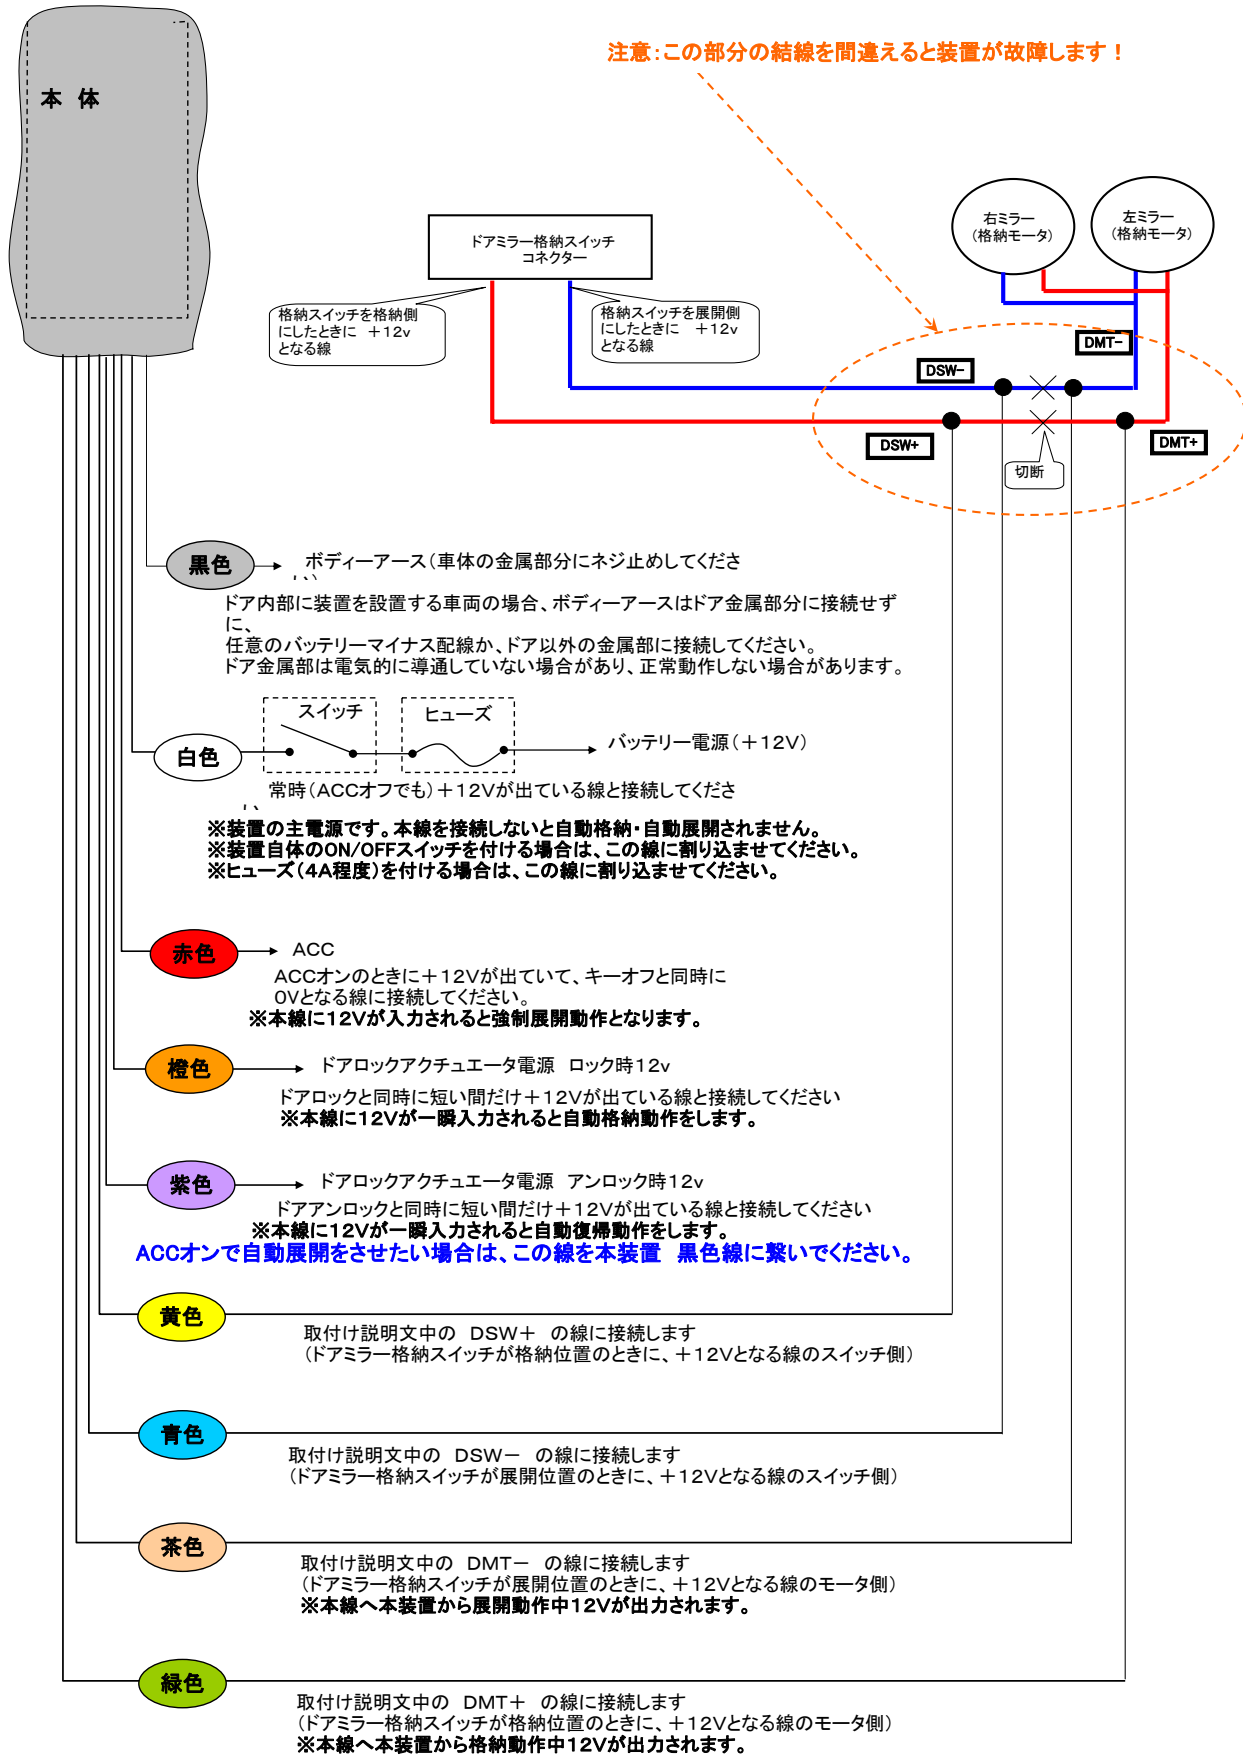 本 体
注意:この部分の結線を間違えると装置が故障します！
右ミラー
(格納モータ)
左ミラー
(格納モータ)
ドアミラー格納スイッチ
コネクター
格納スイッチを格納側
にしたときに ＋12v
となる線
格納スイッチを展開側
にしたときに ＋12v
となる線
DMT-
DSW-
DSW+
DMT+
切断
黒色
ボディーアース(車体の金属部分にネジ止めしてくださ
い)
ドア内部に装置を設置する車両の場合、ボディーアースはドア金属部分に接続せず
に、
任意のバッテリーマイナス配線か、ドア以外の金属部に接続してください。
ドア金属部は電気的に導通していない場合があり、正常動作しない場合があります。
スイッチ
ヒューズ
白色
バッテリー電源(＋12V)
常時(ACCオフでも)＋12Vが出ている線と接続してくださ
い
※装置の主電源です。本線を接続しないと自動格納・自動展開されません。
※装置自体のON/OFFスイッチを付ける場合は、この線に割り込ませてください。
※ヒューズ(4A程度)を付ける場合は、この線に割り込ませてください。
赤色
ACC
ACCオンのときに＋12Vが出ていて、キーオフと同時に
0Vとなる線に接続してください。
※本線に12Vが入力されると強制展開動作となります。
橙色
ドアロックアクチュエータ電源 ロック時12v
ドアロックと同時に短い間だけ＋12Vが出ている線と接続してください
※本線に12Vが一瞬入力されると自動格納動作をします。
紫色
ドアロックアクチュエータ電源 アンロック時12v
ドアアンロックと同時に短い間だけ＋12Vが出ている線と接続してください
※本線に12Vが一瞬入力されると自動復帰動作をします。
ACCオンで自動展開をさせたい場合は、この線を本装置 黒色線に繋いでください。
黄色
取付け説明文中の DSW＋ の線に接続します
(ドアミラー格納スイッチが格納位置のときに、＋12Vとなる線のスイッチ側)
青色
取付け説明文中の DSW－ の線に接続します
(ドアミラー格納スイッチが展開位置のときに、＋12Vとなる線のスイッチ側)
茶色
取付け説明文中の DMT－ の線に接続します
(ドアミラー格納スイッチが展開位置のときに、＋12Vとなる線のモータ側)
※本線へ本装置から展開動作中12Vが出力されます。
緑色
取付け説明文中の DMT＋ の線に接続します
(ドアミラー格納スイッチが格納位置のときに、＋12Vとなる線のモータ側)
※本線へ本装置から格納動作中12Vが出力されます。